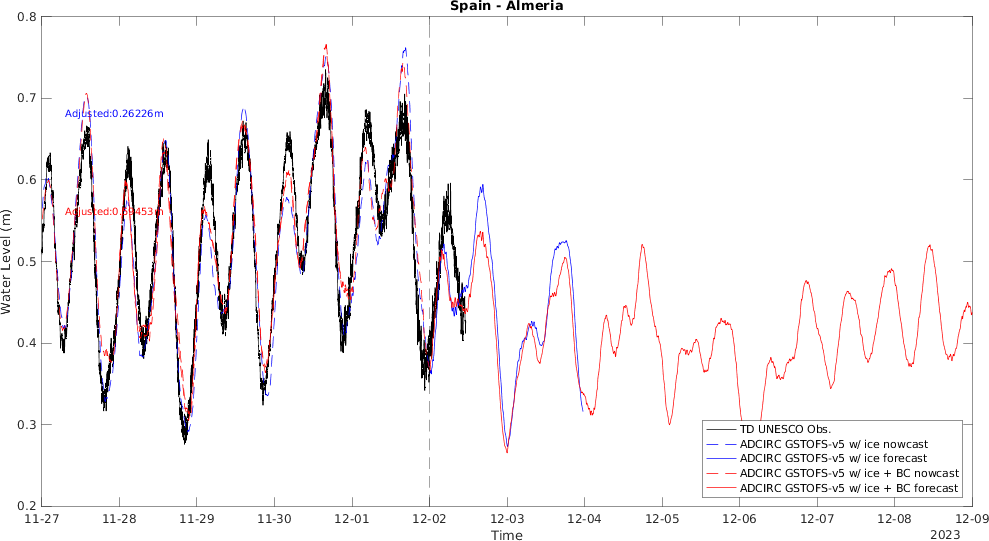 Spain - Almeria
0.8
0.7
0.6
0.5
0.4
0.3
0.2
Water Level (m)
Adjusted:0.26226m
TD UNESCO Obs.
ADCIRC GSTOFS-v5 w/ ice nowcast
ADCIRC GSTOFS-v5 w/ ice forecast
ADCIRC GSTOFS-v5 w/ ice + BC nowcast
ADCIRC GSTOFS-v5 w/ ice + BC forecast
11-27 11-28 11-29 11-30 12-01 12-02 12-03 12-04 12-05 12-06 12-07 12-08 12-09
Time
2023